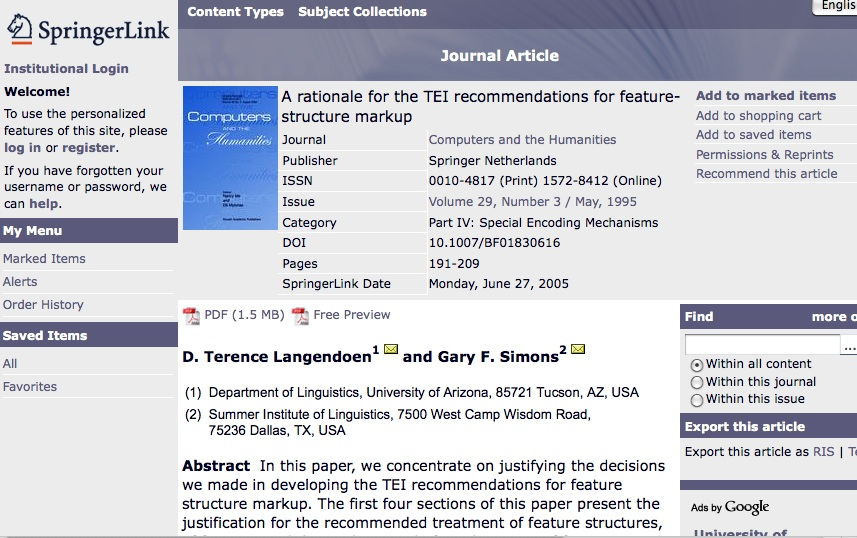 SpringerLink
Institutional Login
Welcome!
To use the personalized
features of this site, please
log in or register.
If you have forgotten your
username or password, we
can help.
My Menu
Marked Items
Alerts
Order History
Saved Items
All
Favorites
Content Types Subject Collections
Englis
Journal Article
Computers
AND THE
Humanities
A rationale for the TEI recommendations for feature-
structure markup
Journal Computers and the Humanities
Publisher Springer Netherlands
ISSN 0010-4817 (Print) 1572-8412 (Online)
Issue Volume 29, Number 3 / May, 1995
Category Part IV: Special Encoding Mechanisms
DOI 10.1007/BF01830616
Pages 191-209
SpringerLink Date Monday, June 27, 2005
Add to marked items
Add to shopping cart
Add to saved items
Permissions & Reprints
Recommend this article
PDF (1.5 MB) Free Preview
D. Terence Langendoen1 and Gary F. Simons2
(1) Department of Linguistics, University of Arizona, 85721 Tucson, AZ, USA
(2) Summer Institute of Linguistics, 7500 West Camp Wisdom Road,
75236 Dallas, TX, USA
Abstract In this paper, we concentrate on justifying the decisions
we made in developing the TEI recommendations for feature
structure markup. The first four sections of this paper present the
justification for the recommended treatment of feature structures,
Find more o
...
Within all content
Within this journal
Within this issue
Export this article
Export this article as RIS | Te
Ads by Google
University of